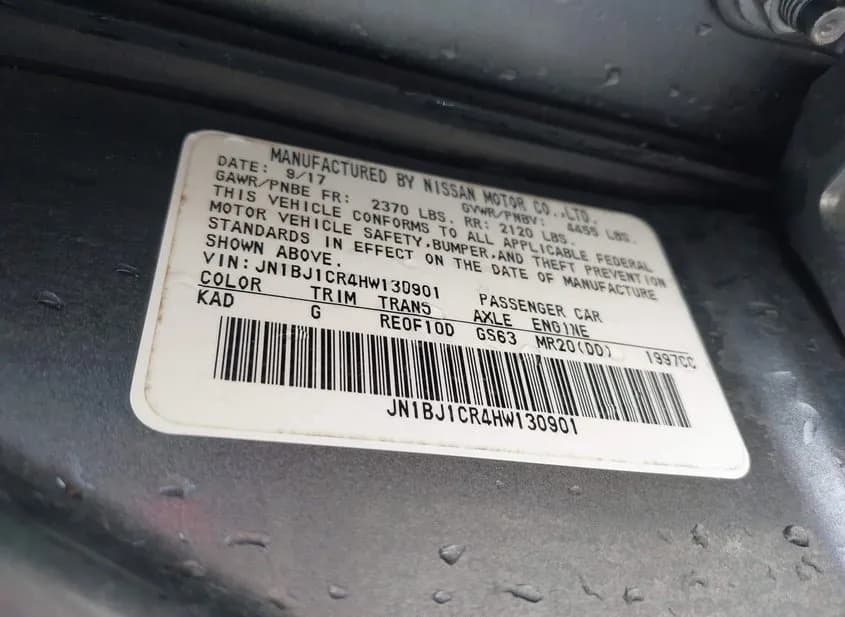 MANUFACTURED BY NISSAN MOTOR CO.,LTD.
DATE: 9/17 GVWR/PNBV: 4455 LBS.
GAWR/PNBE FR: 2370 LBS. RR: 2120 LBS.
THIS VEHICLE CONFORMS TO ALL APPLICABLE FEDERAL
MOTOR VEHICLE SAFETY,BUMPER,AND THEFT PREVENTION
STANDARDS IN EFFECT ON THE DATE OF MANUFACTURE
SHOWN ABOVE.
VIN:JN1BJ1CR4HW130901 PASSENGER CAR
COLOR TRIM TRANS AXLE ENGINE
KAD G RE0F10D GS63 MR20(DD) 1997CC
JN1BJ1CR4HW130901